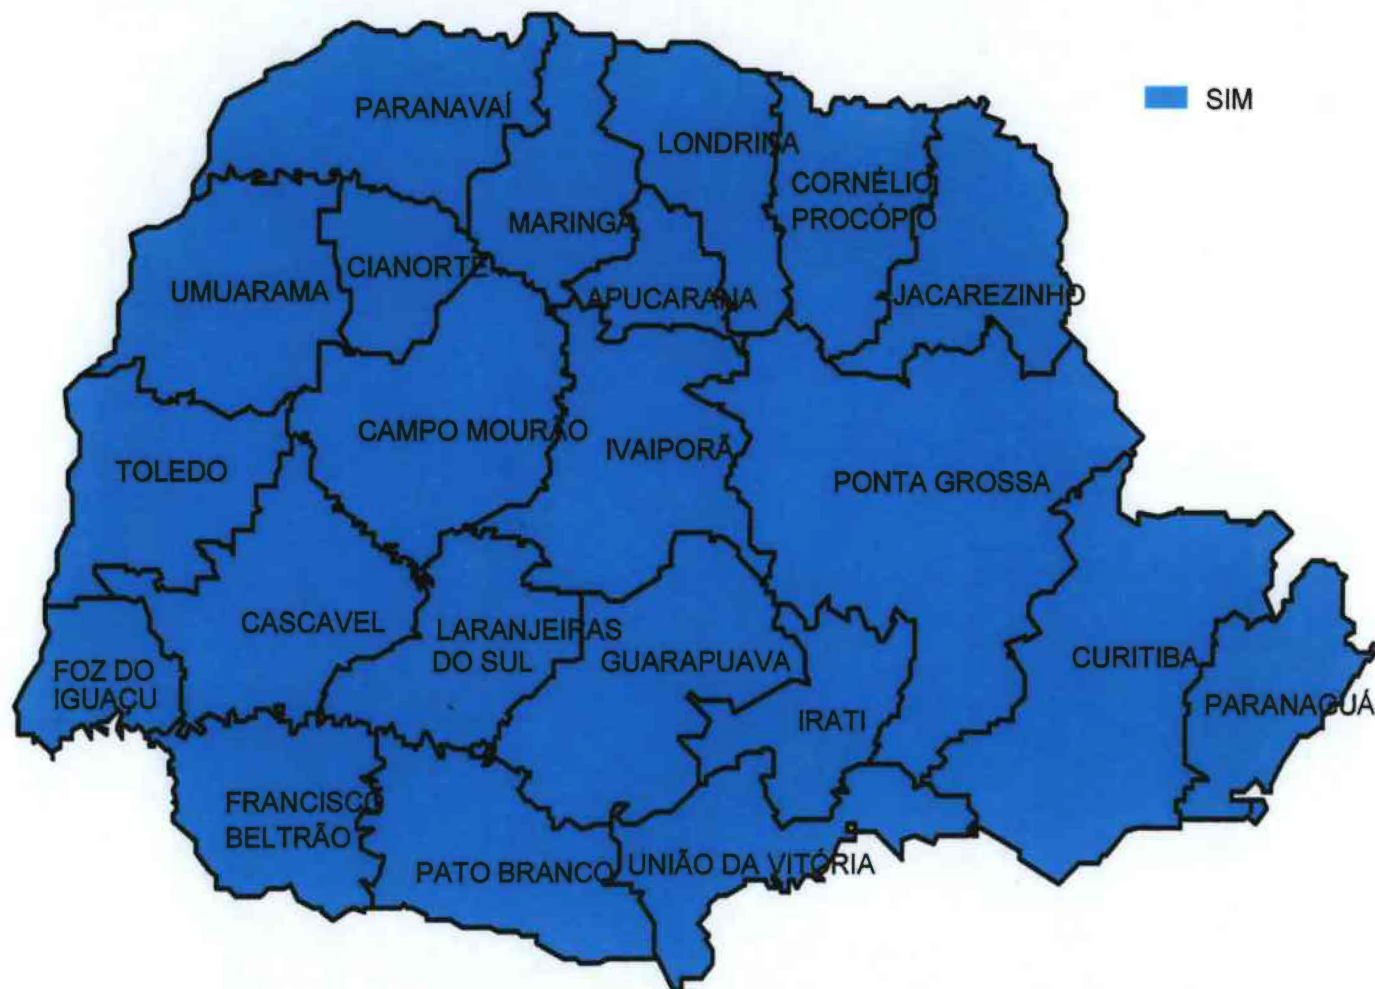 SIM
PARANAVAÍ
LONDRINA
CORNÉLIO
PROCÓPIO
MARINGÁ
CIANORTE
UMUARAMA
APUCARANA
JACAREZINHO
CAMPO MOURÃO
IVAIPORÃ
TOLEDO
PONTA GROSSA
CASCAVEL
LARANJEIRAS
DO SUL
GUARAPUAVA
CURITIBA
FOZ DO
IGUAÇU
PARANAGUÁ
IRATI
FRANCISCO
BELTRÃO
PATO BRANCO
UNIÃO DA VITÓRIA